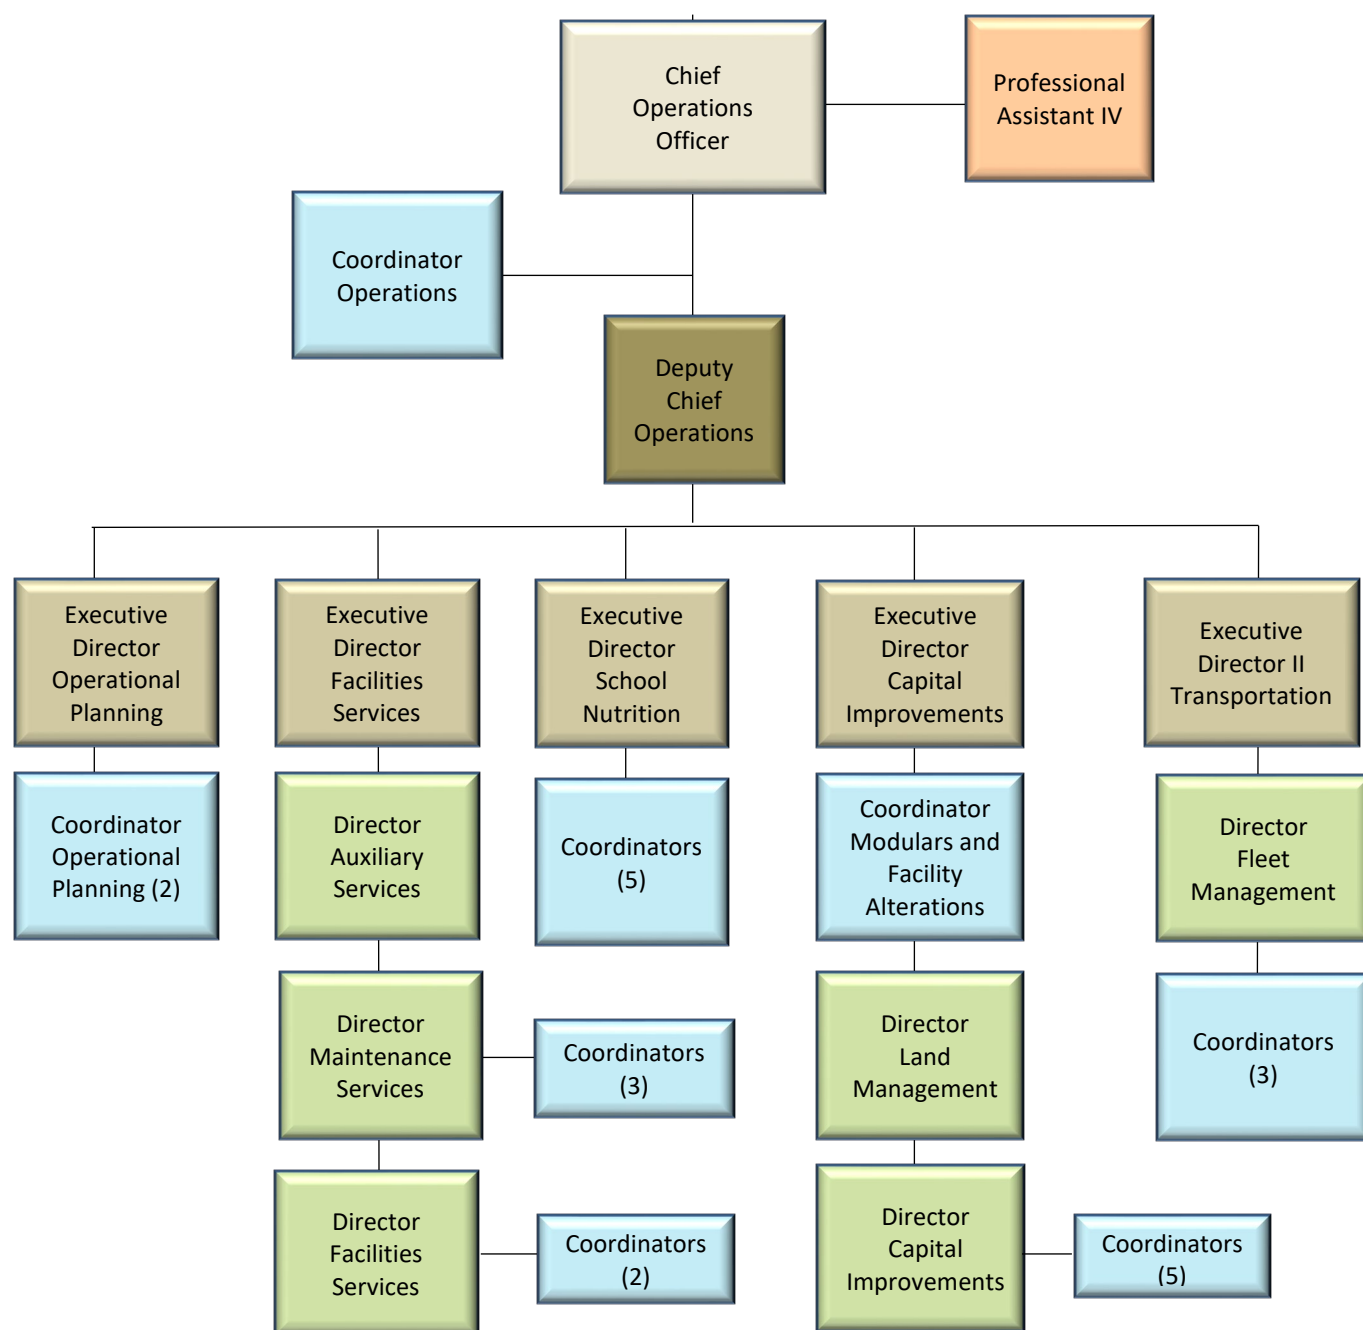 Chief
Operations
Officer
Professional
Assistant IV
Coordinator
Operations
Deputy
Chief
Operations
Executive
Director
Operational
Planning
Executive
Director
Facilities
Services
Executive
Director
School
Nutrition
Executive
Director
Capital
Improvements
Executive
Director II
Transportation
Coordinator
Operational
Planning (2)
Director
Auxiliary
Services
Coordinators
(5)
Coordinator
Modulars and
Facility
Alterations
Director
Fleet
Management
Director
Maintenance
Services
Coordinators
(3)
Director
Land
Management
Coordinators
(3)
Director
Facilities
Services
Coordinators
(2)
Director
Capital
Improvements
Coordinators
(5)